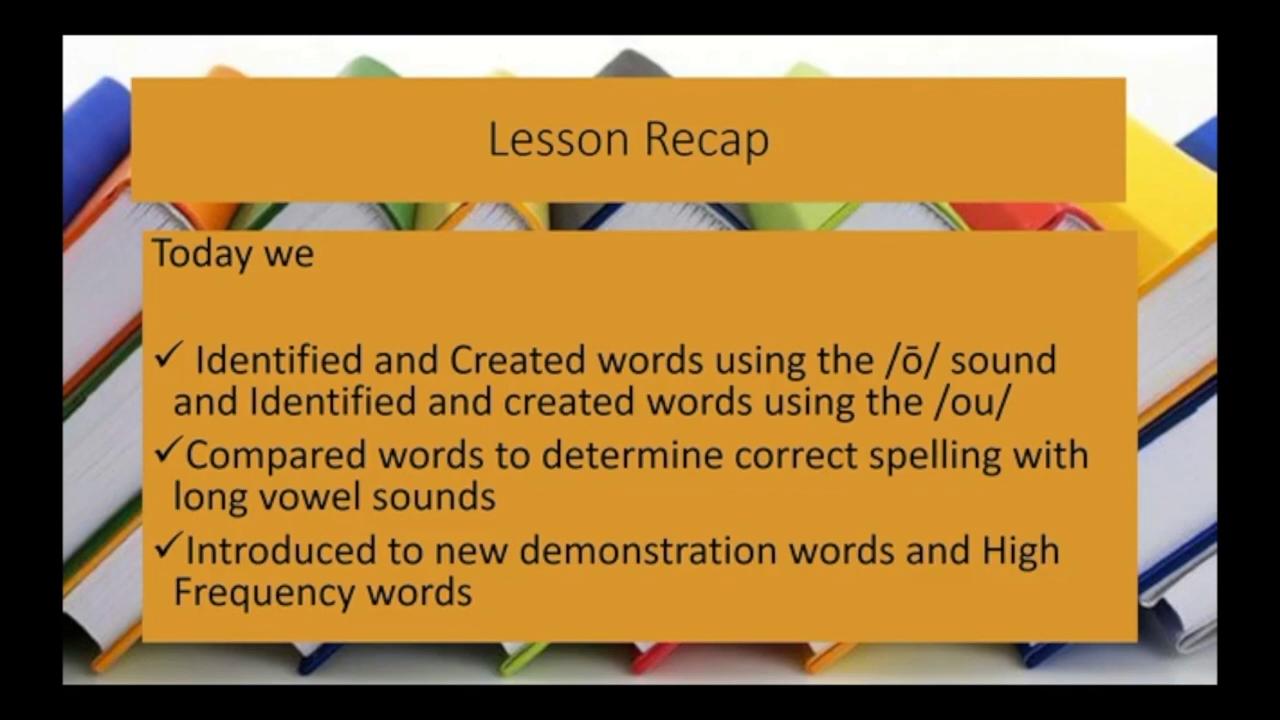 Lesson Recap
Today we
✓ Identified and Created words using the /ō/ sound
and Identified and created words using the /ou/
✓Compared words to determine correct spelling with
long vowel sounds
✓Introduced to new demonstration words and High
Frequency words